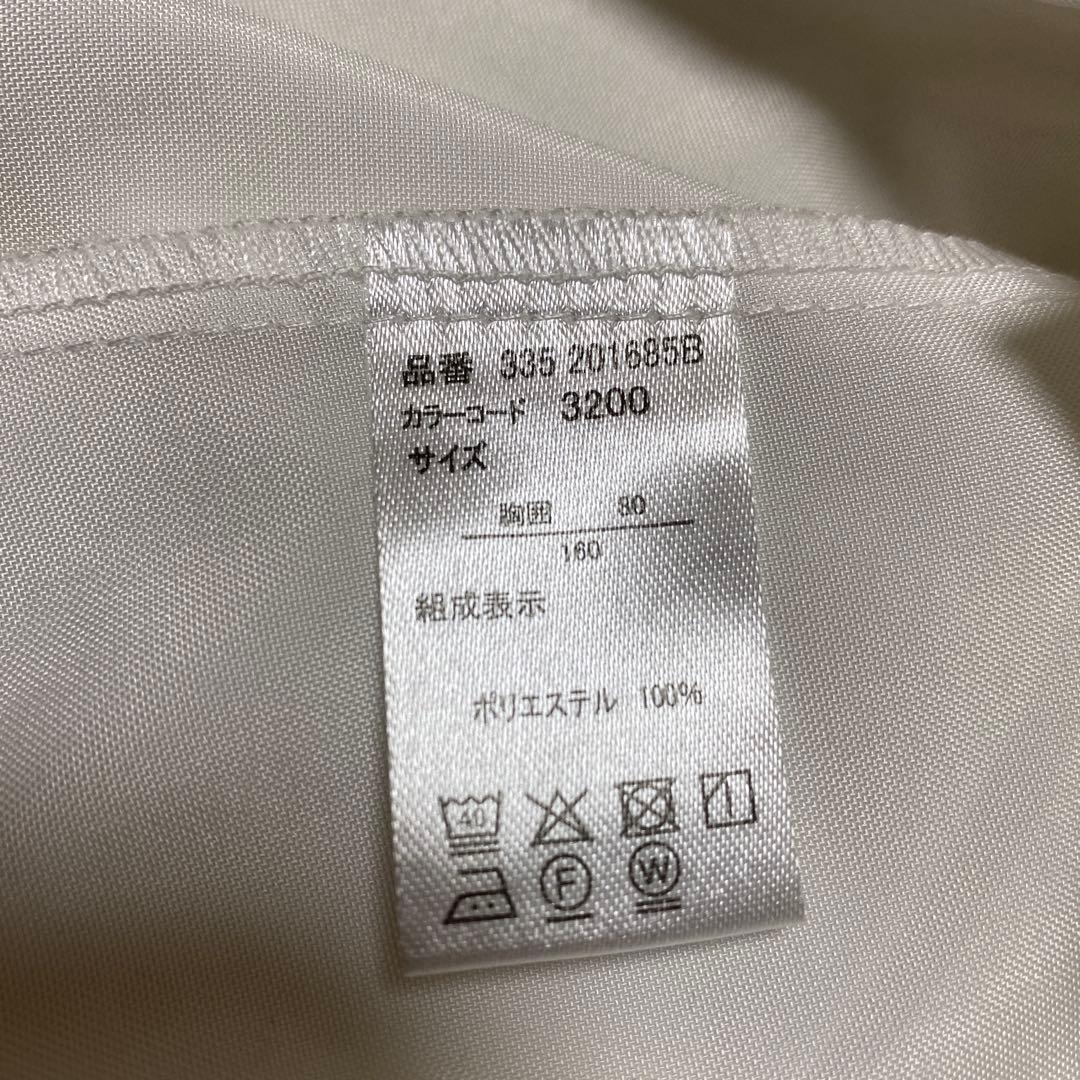 品番 335 201685B
カラーコード 3200
サイズ
胸囲 80
160
組成表示
ポリエステル 100%
40
F W